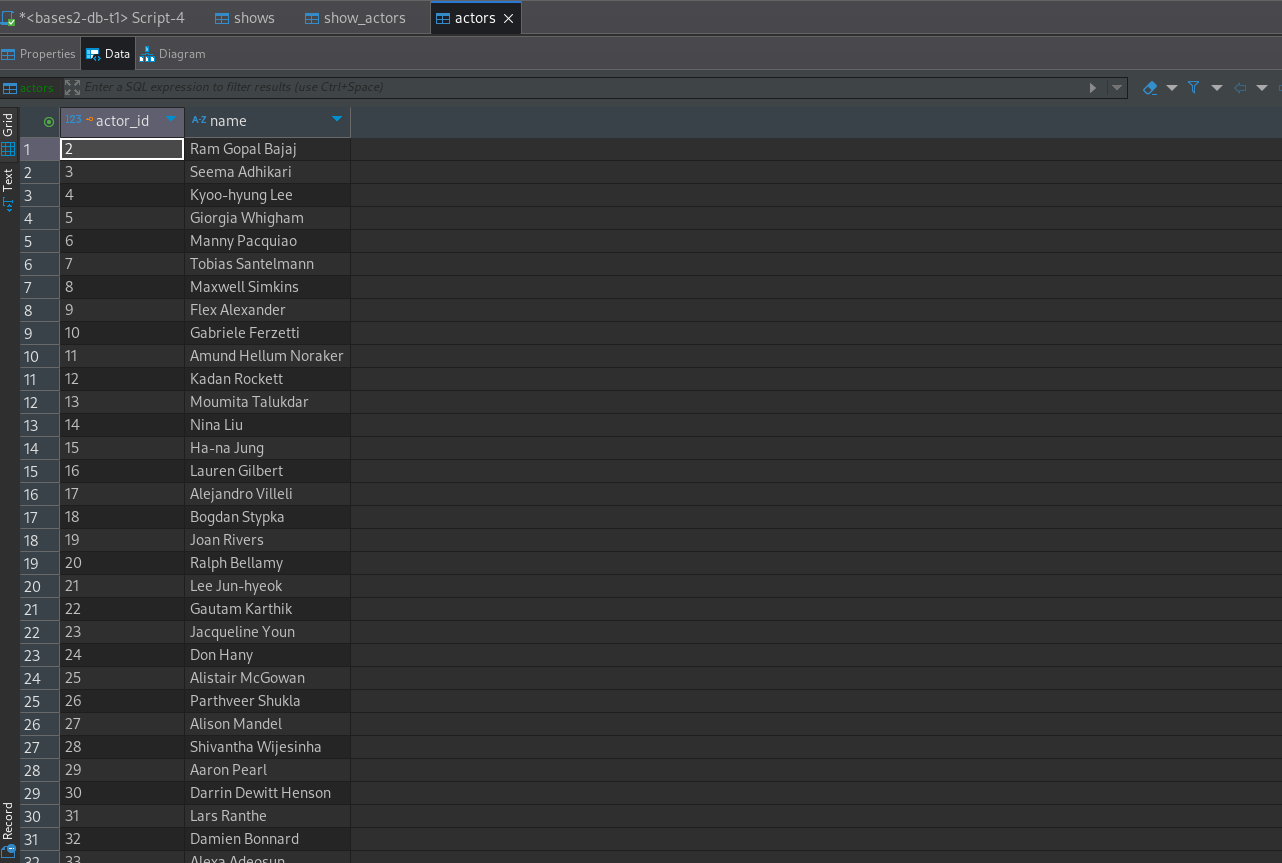 *<bases2-db-t1> Script-4 shows show_actors actors
Properties Data Diagram
actors Enter a SQL expression to filter results (use Ctrl+Space)
Grid
Text
Record
123 actor_id A-Z name
1 2 Ram Gopal Bajaj
2 3 Seema Adhikari
3 4 Kyoo-hyung Lee
4 5 Giorgia Whigham
5 6 Manny Pacquiao
6 7 Tobias Santelmann
7 8 Maxwell Simkins
8 9 Flex Alexander
9 10 Gabriele Ferzetti
10 11 Amund Hellum Noraker
11 12 Kadan Rockett
12 13 Moumita Talukdar
13 14 Nina Liu
14 15 Ha-na Jung
15 16 Lauren Gilbert
16 17 Alejandro Villeli
17 18 Bogdan Stypka
18 19 Joan Rivers
19 20 Ralph Bellamy
20 21 Lee Jun-hyeok
21 22 Gautam Karthik
22 23 Jacqueline Youn
23 24 Don Hany
24 25 Alistair McGowan
25 26 Parthveer Shukla
26 27 Alison Mandel
27 28 Shivantha Wijesinha
28 29 Aaron Pearl
29 30 Darrin Dewitt Henson
30 31 Lars Ranthe
31 32 Damien Bonnard
32 33 Alexa Adeosun